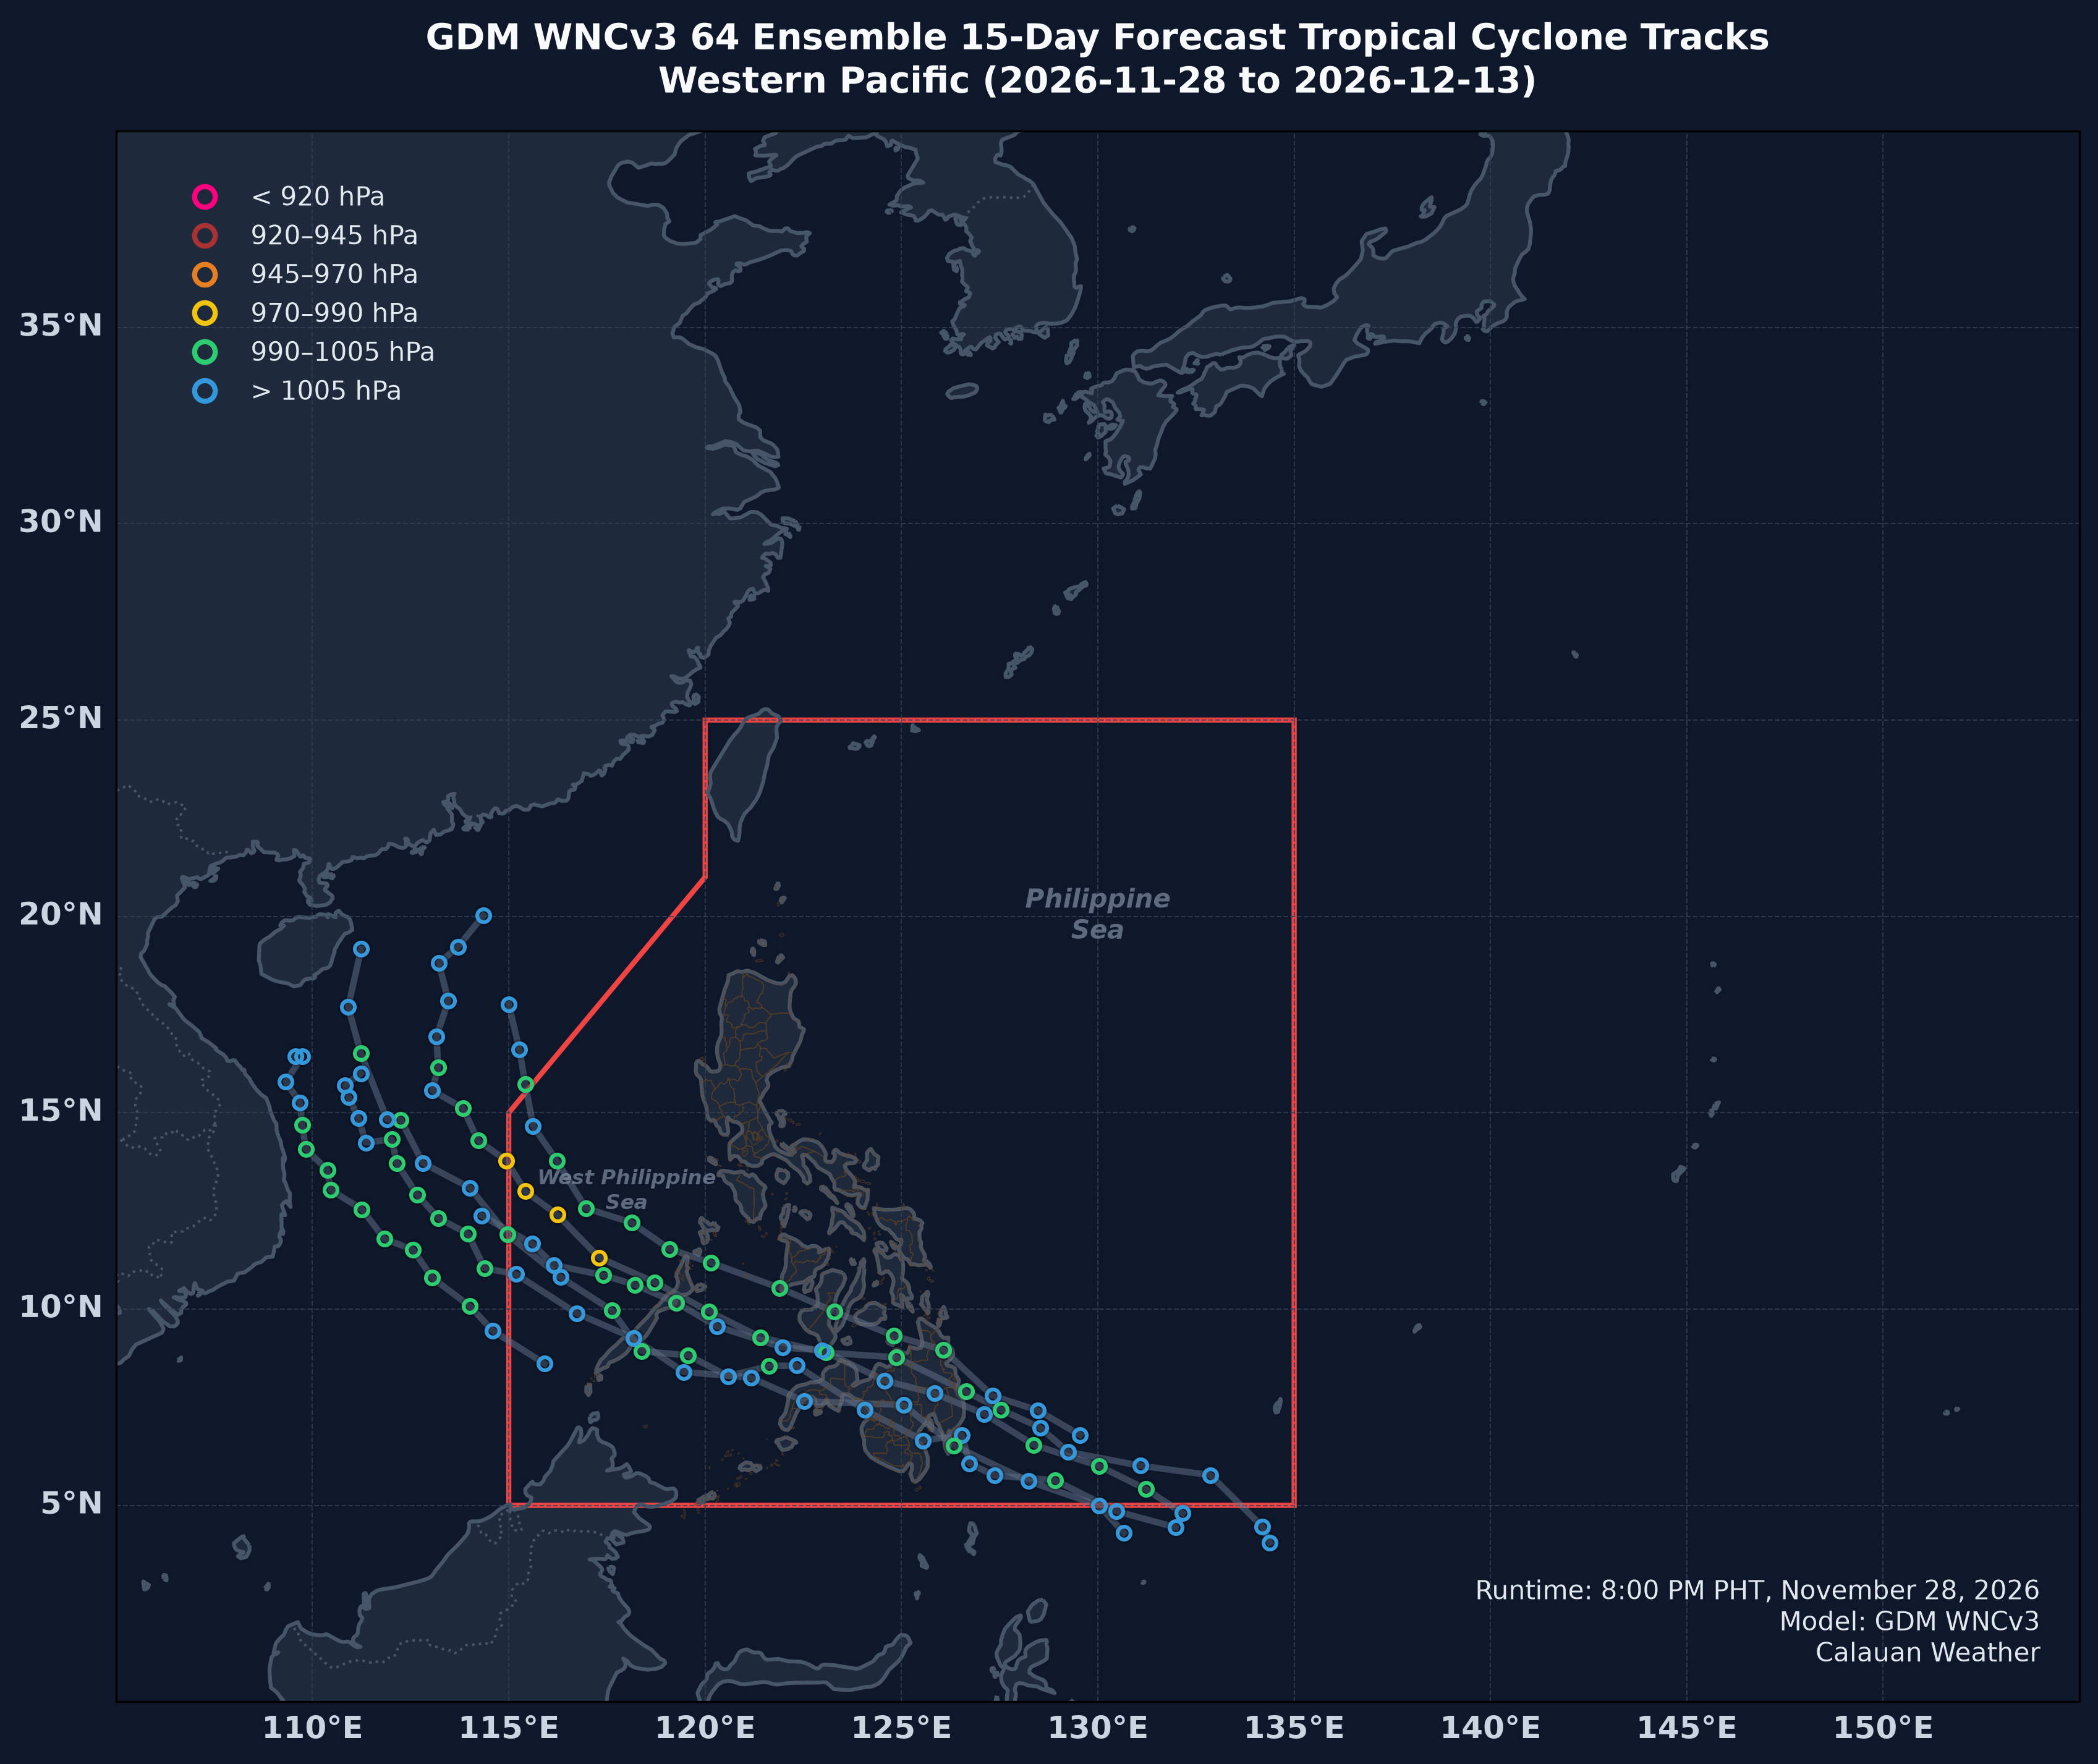 GDM WNCv3 64 Ensemble 15-Day Forecast Tropical Cyclone Tracks
Western Pacific (2026-11-28 to 2026-12-13)
< 920 hPa
920–945 hPa
945–970 hPa
970–990 hPa
990–1005 hPa
> 1005 hPa
35°N
30°N
25°N
20°N
15°N
10°N
5°N
Philippine
Sea
West Philippine
Sea
Runtime: 8:00 PM PHT, November 28, 2026
Model: GDM WNCv3
Calauan Weather
110°E
115°E
120°E
125°E
130°E
135°E
140°E
145°E
150°E